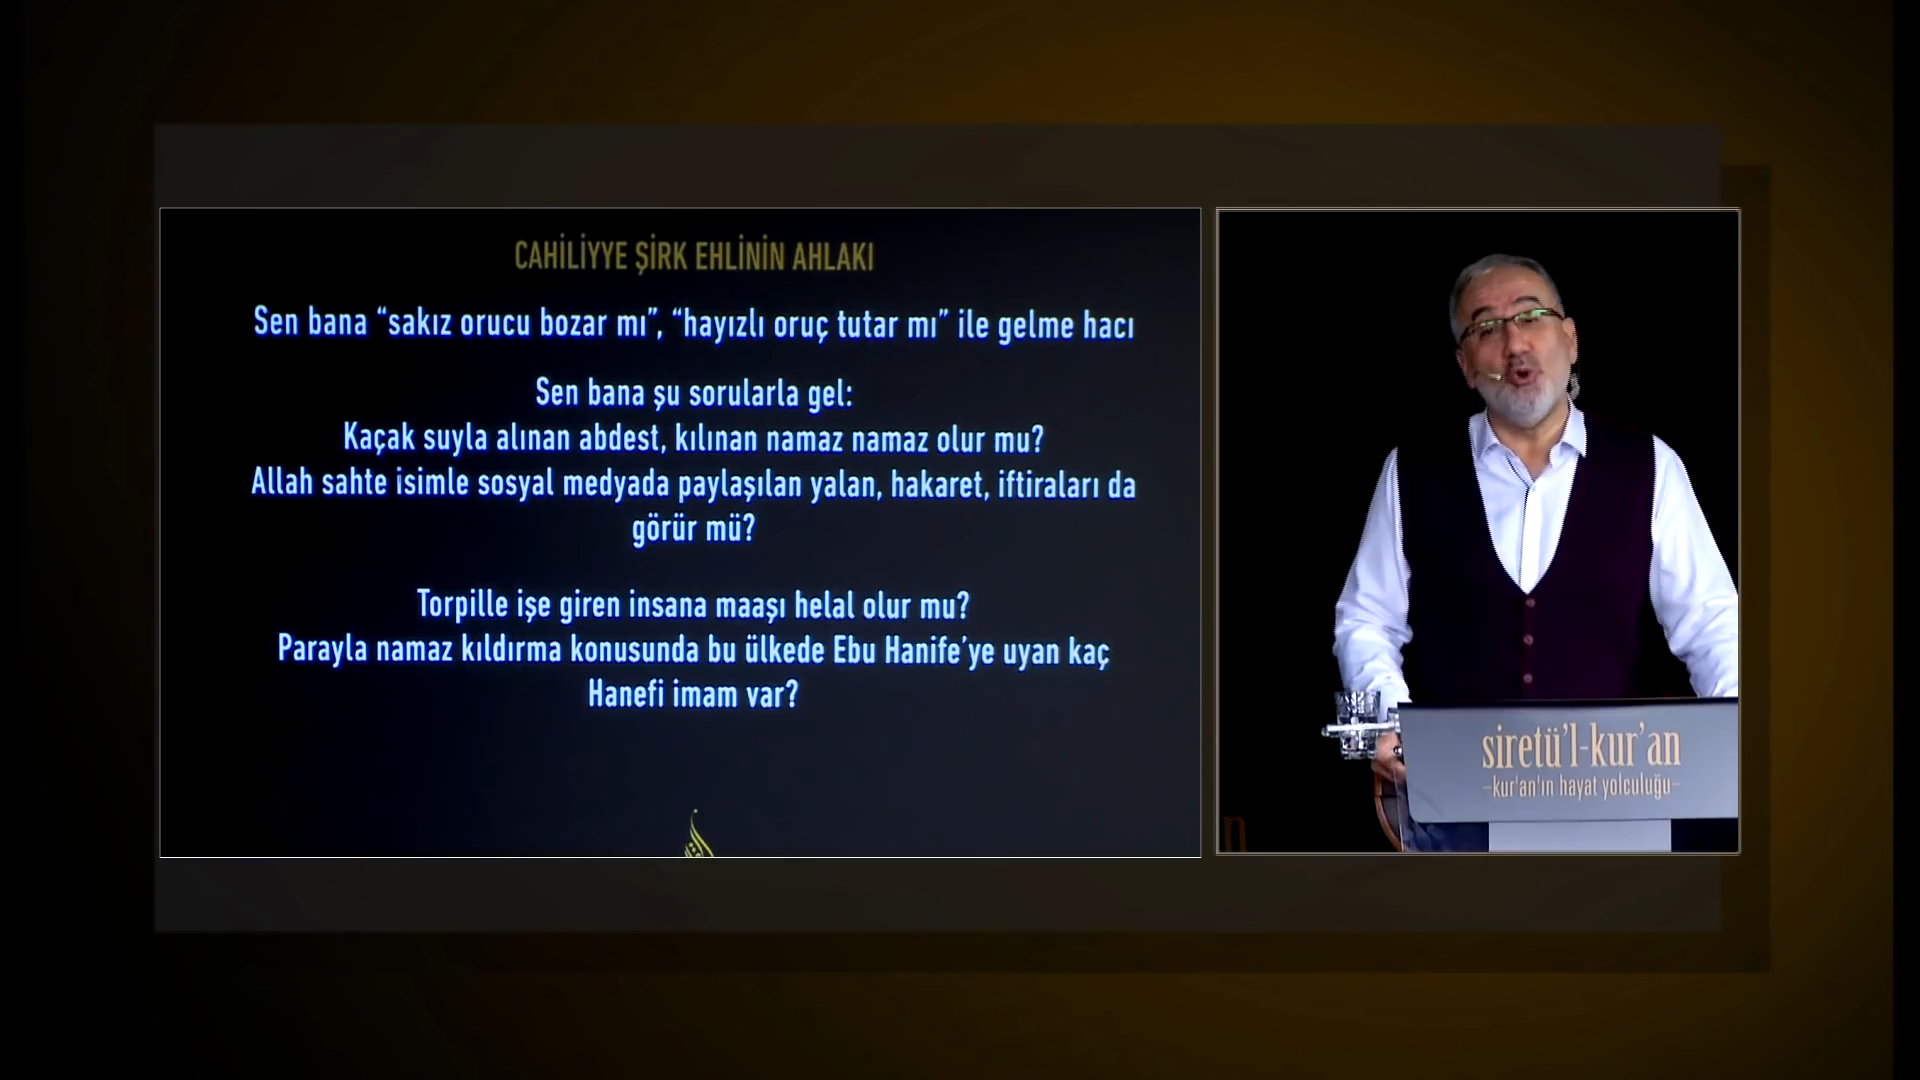 CAHİLİYYE ŞİRK EHLİNİN AHLAKI
Sen bana “sakız orucu bozar mı”, “hayızlı oruç tutar mı” ile gelme hacı
Sen bana şu sorularla gel:
Kaçak suyla alınan abdest, kılınan namaz namaz olur mu?
Allah sahte isimle sosyal medyada paylaşılan yalan, hakaret, iftiraları da
görür mü?
Torpille işe giren insana maaşı helal olur mu?
Parayla namaz kıldırma konusunda bu ülkede Ebu Hanife’ye uyan kaç
Hanefi imam var?
siretü’l-kur’an
-kur'an'ın hayat yolculuğu-